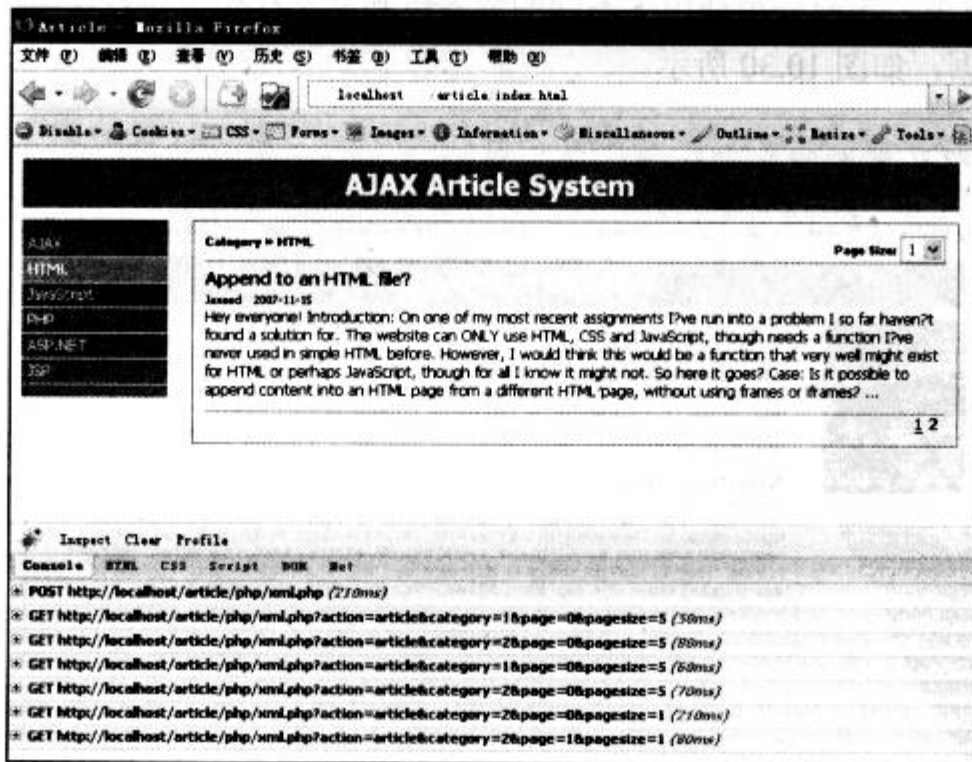 Article - Mozilla Firefox
文件 (F) 编辑 (E) 查看 (V) 历史 (S) 书签 (B) 工具 (T) 帮助 (H)
localhost article index html
Disable Cookies CSS Forms Images Information Miscellaneous Outline Resize Tools
AJAX Article System
AJAX
HTML
JavaScript
PHP
ASP.NET
JSP
Category » HTML
Page Size: 1
Append to an HTML file?
2007-11-15
Hey everyone! Introduction: On one of my most recent assignments I?ve run into a problem I so far haven?t
found a solution for. The website can ONLY use HTML, CSS and JavaScript, though needs a function I?ve
never used in simple HTML before. However, I would think this would be a function that very well might exist
for HTML or perhaps JavaScript, though for all I know it might not. So here it goes? Case: Is it possible to
append content into an HTML page from a different HTML page, without using frames or iframes? ...
1 2
Inspect Clear Profile
Console HTML CSS Script DOM Net
POST http://localhost/article/php/xml.php (210ms)
GET http://localhost/article/php/xml.php?action=article&category=1&page=0&pagesize=5 (50ms)
GET http://localhost/article/php/xml.php?action=article&category=2&page=0&pagesize=5 (80ms)
GET http://localhost/article/php/xml.php?action=article&category=1&page=0&pagesize=5 (60ms)
GET http://localhost/article/php/xml.php?action=article&category=2&page=0&pagesize=5 (70ms)
GET http://localhost/article/php/xml.php?action=article&category=2&page=0&pagesize=1 (210ms)
GET http://localhost/article/php/xml.php?action=article&category=2&page=1&pagesize=1 (80ms)